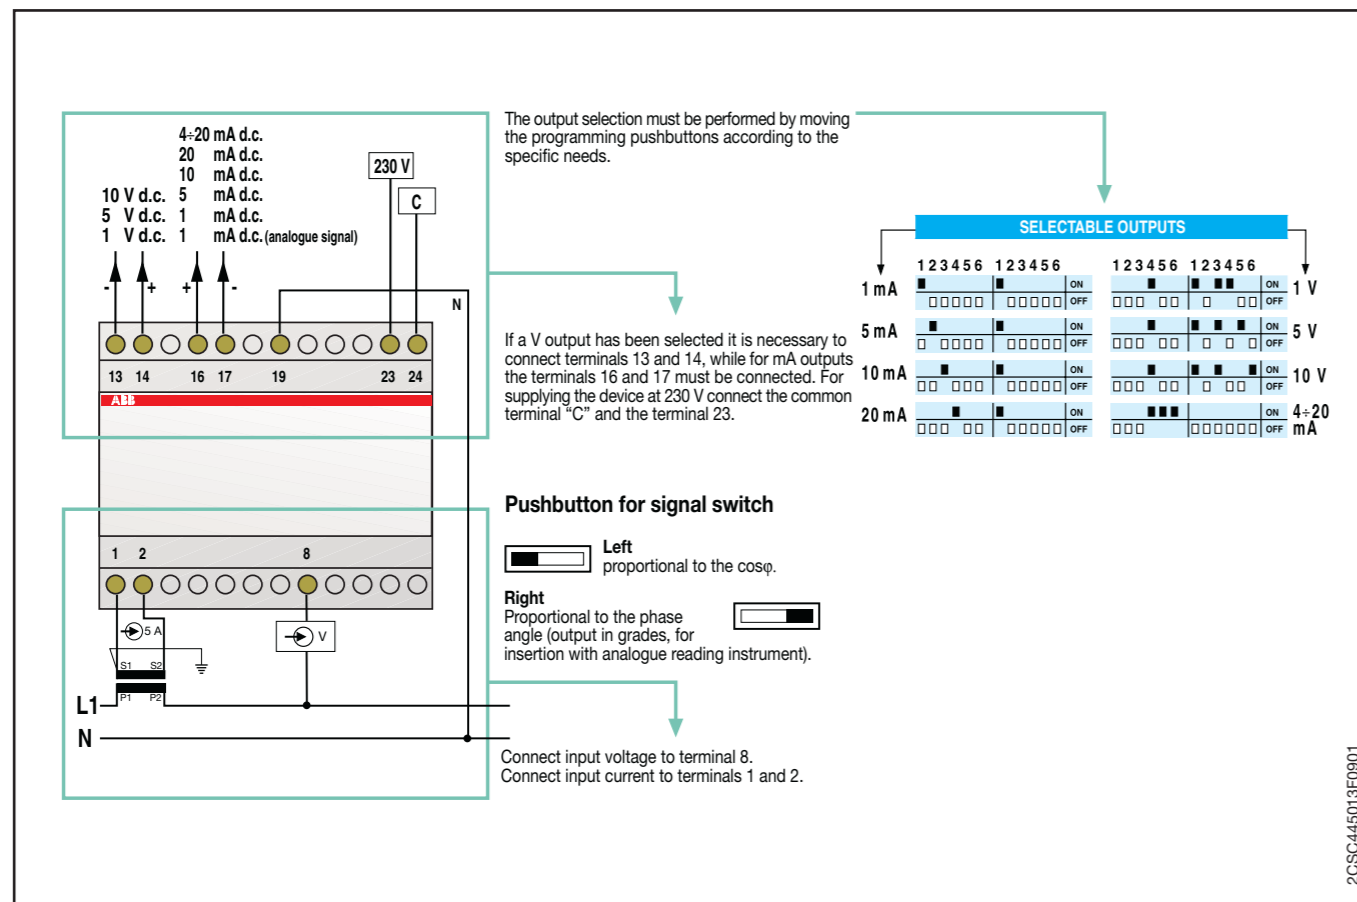 The output selection must be performed by moving
the programming pushbuttons according to the
specific needs.
4÷20 mA d.c.
20 mA d.c.
10 mA d.c.
10 V d.c. 5 mA d.c.
5 V d.c. 1 mA d.c.
1 V d.c. 1 mA d.c. (analogue signal)
230 V
C
- + + -
N
13 14 16 17 19 23 24
ABB
If a V output has been selected it is necessary to
connect terminals 13 and 14, while for mA outputs
the terminals 16 and 17 must be connected. For
supplying the device at 230 V connect the common
terminal “C” and the terminal 23.
SELECTABLE OUTPUTS
1 2 3 4 5 6 1 2 3 4 5 6 1 2 3 4 5 6 1 2 3 4 5 6
1 mA ON OFF ON OFF 1 V
5 mA ON OFF ON OFF 5 V
10 mA ON OFF ON OFF 10 V
20 mA ON OFF ON OFF 4÷20 mA
Pushbutton for signal switch
Left
proportional to the cosφ.
Right
Proportional to the phase
angle (output in grades, for
insertion with analogue reading instrument).
1 2 8
5 A
V
S1 S2
P1 P2
L1
N
Connect input voltage to terminal 8.
Connect input current to terminals 1 and 2.
2CSC445013F0901